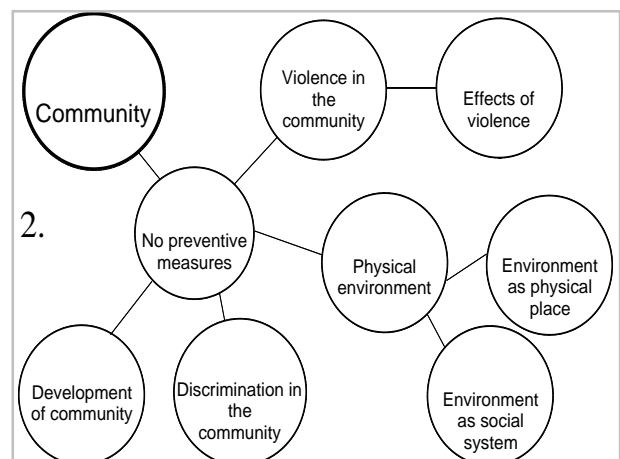 Community
Violence in
the
community
Effects of
violence
2.
No preventive
measures
Physical
environment
Environment
as physical
place
Development
of community
Discrimination in
the
community
Environment
as social
system